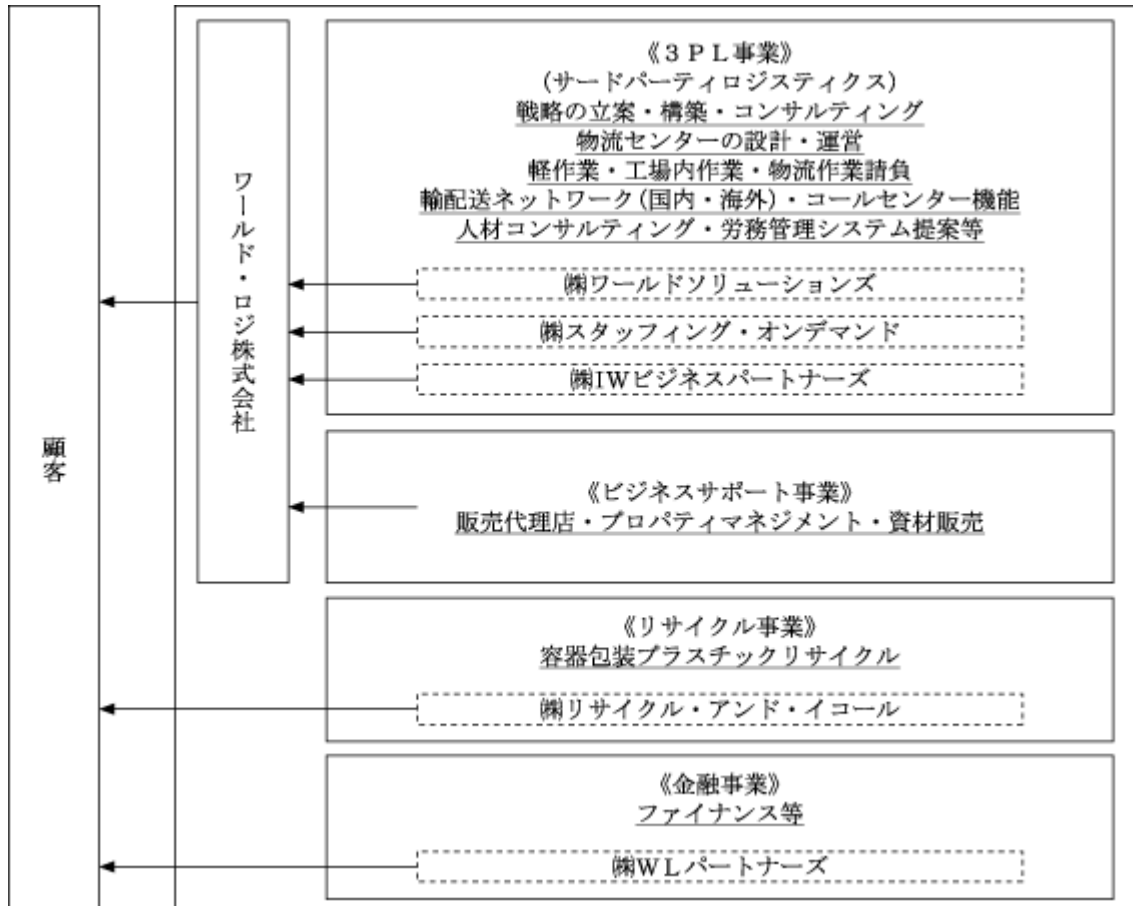 顧客
ワールド・ロジ株式会社
《３ＰＬ事業》
(サードパーティロジスティクス)
戦略の立案・構築・コンサルティング
物流センターの設計・運営
軽作業・工場内作業・物流作業請負
輸配送ネットワーク(国内・海外)・コールセンター機能
人材コンサルティング・労務管理システム提案等
㈱ワールドソリューションズ
㈱スタッフィング・オンデマンド
㈱IWビジネスパートナーズ
《ビジネスサポート事業》
販売代理店・プロパティマネジメント・資材販売
《リサイクル事業》
容器包装プラスチックリサイクル
㈱リサイクル・アンド・イコール
《金融事業》
ファイナンス等
㈱ＷＬパートナーズ